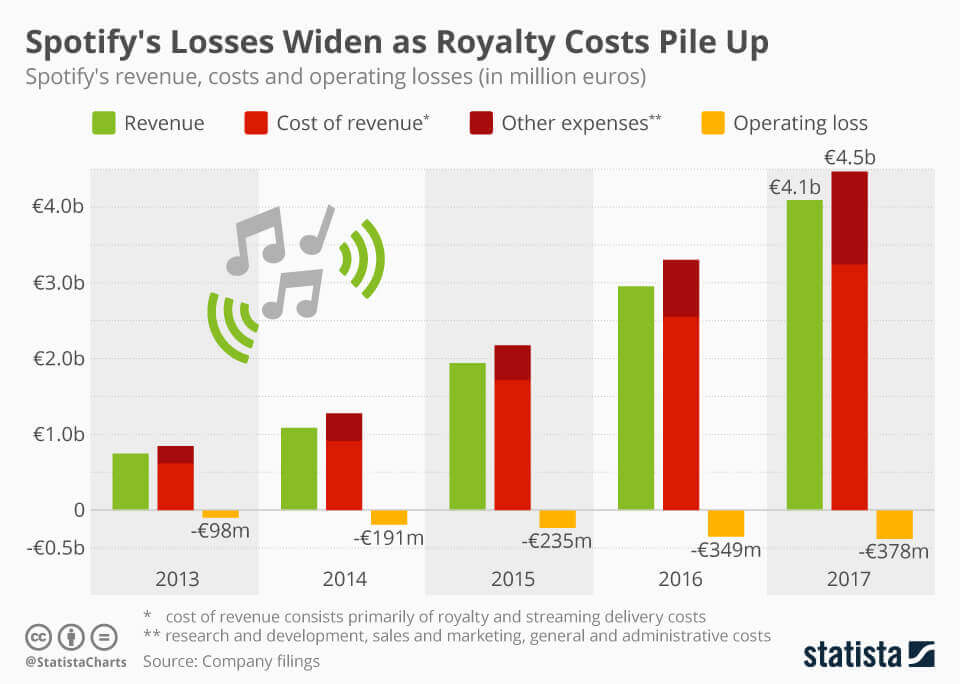 Spotify's Losses Widen as Royalty Costs Pile Up
Spotify's revenue, costs and operating losses (in million euros)
Revenue Cost of revenue* Other expenses** Operating loss
€4.5b
€4.1b
€4.0b
€3.0b
€2.0b
€1.0b
0
-€0.5b
-€98m -€191m -€235m -€349m -€378m
2013 2014 2015 2016 2017
* cost of revenue consists primarily of royalty and streaming delivery costs
** research and development, sales and marketing, general and administrative costs
cc
@StatistaCharts Source: Company filings
statista